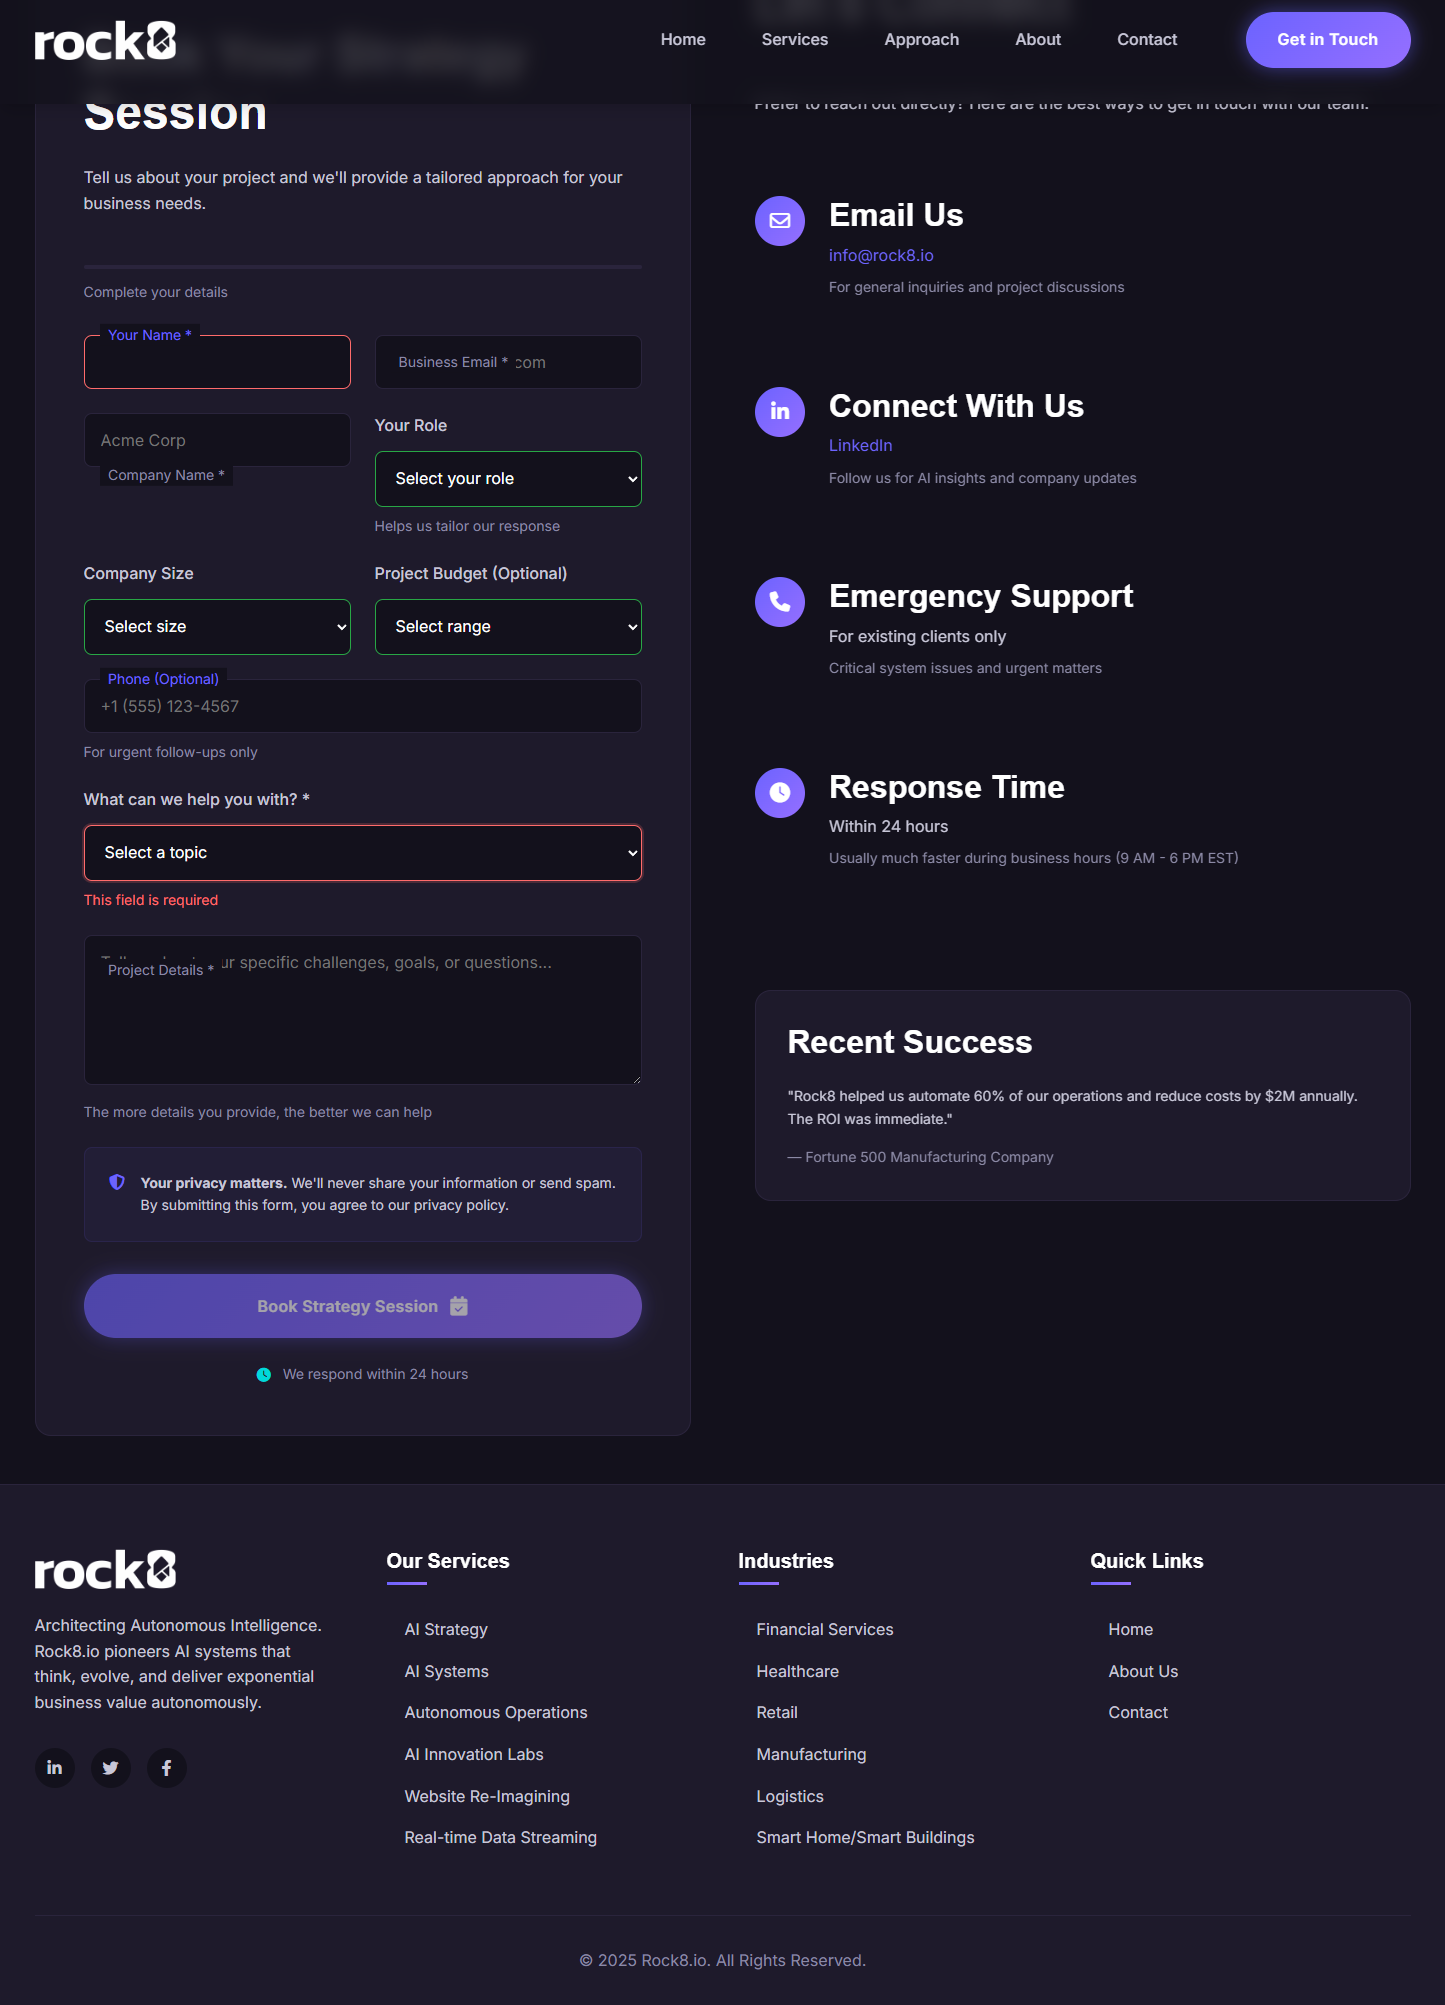 rock8
Home
Services
Approach
About
Contact
Get in Touch
Book Your Strategy
Session
Tell us about your project and we'll provide a tailored approach for your
business needs.
Complete your details
Your Name *
Business Email *
com
Acme Corp
Company Name *
Your Role
Select your role
Helps us tailor our response
Company Size
Select size
Project Budget (Optional)
Select range
Phone (Optional)
+1 (555) 123-4567
For urgent follow-ups only
What can we help you with? *
Select a topic
This field is required
Project Details *
specific challenges, goals, or questions...
The more details you provide, the better we can help
Your privacy matters. We'll never share your information or send spam.
By submitting this form, you agree to our privacy policy.
Book Strategy Session
We respond within 24 hours
Prefer to reach out directly? Here are the best ways to get in touch with our team.
Email Us
info@rock8.io
For general inquiries and project discussions
Connect With Us
LinkedIn
Follow us for AI insights and company updates
Emergency Support
For existing clients only
Critical system issues and urgent matters
Response Time
Within 24 hours
Usually much faster during business hours (9 AM - 6 PM EST)
Recent Success
"Rock8 helped us automate 60% of our operations and reduce costs by $2M annually.
The ROI was immediate."
— Fortune 500 Manufacturing Company
rock8
Architecting Autonomous Intelligence.
Rock8.io pioneers AI systems that
think, evolve, and deliver exponential
business value autonomously.
Our Services
AI Strategy
AI Systems
Autonomous Operations
AI Innovation Labs
Website Re-Imagining
Real-time Data Streaming
Industries
Financial Services
Healthcare
Retail
Manufacturing
Logistics
Smart Home/Smart Buildings
Quick Links
Home
About Us
Contact
© 2025 Rock8.io. All Rights Reserved.